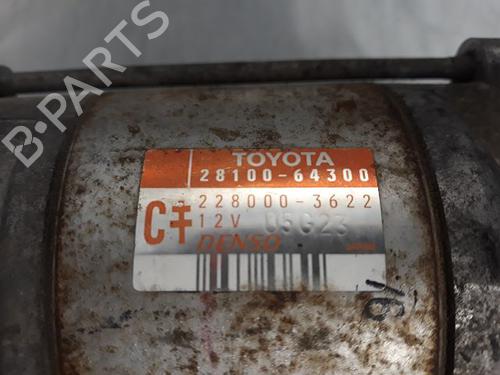 B-PARTS
TOYOTA
28100-64300
228000-3622
12V 05G23
DENSO